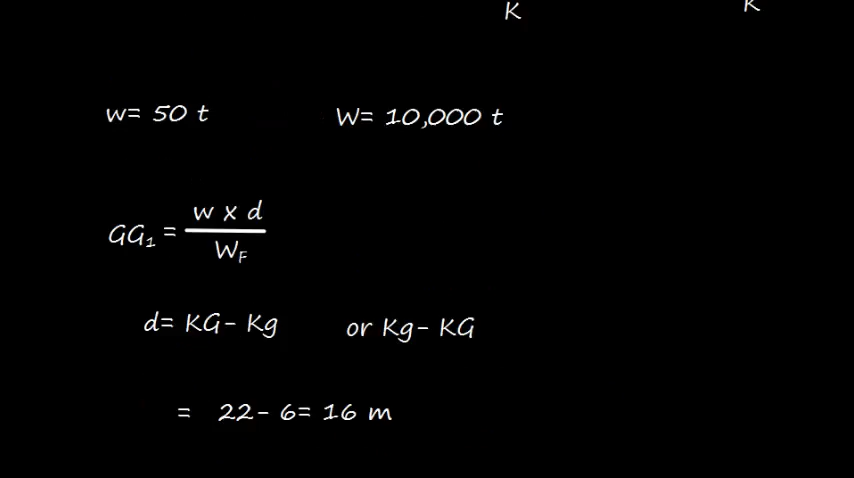 K K
w= 50 t W= 10,000 t
w x d
GG₁ =
W_F
d= KG- Kg or Kg- KG
= 22- 6= 16 m